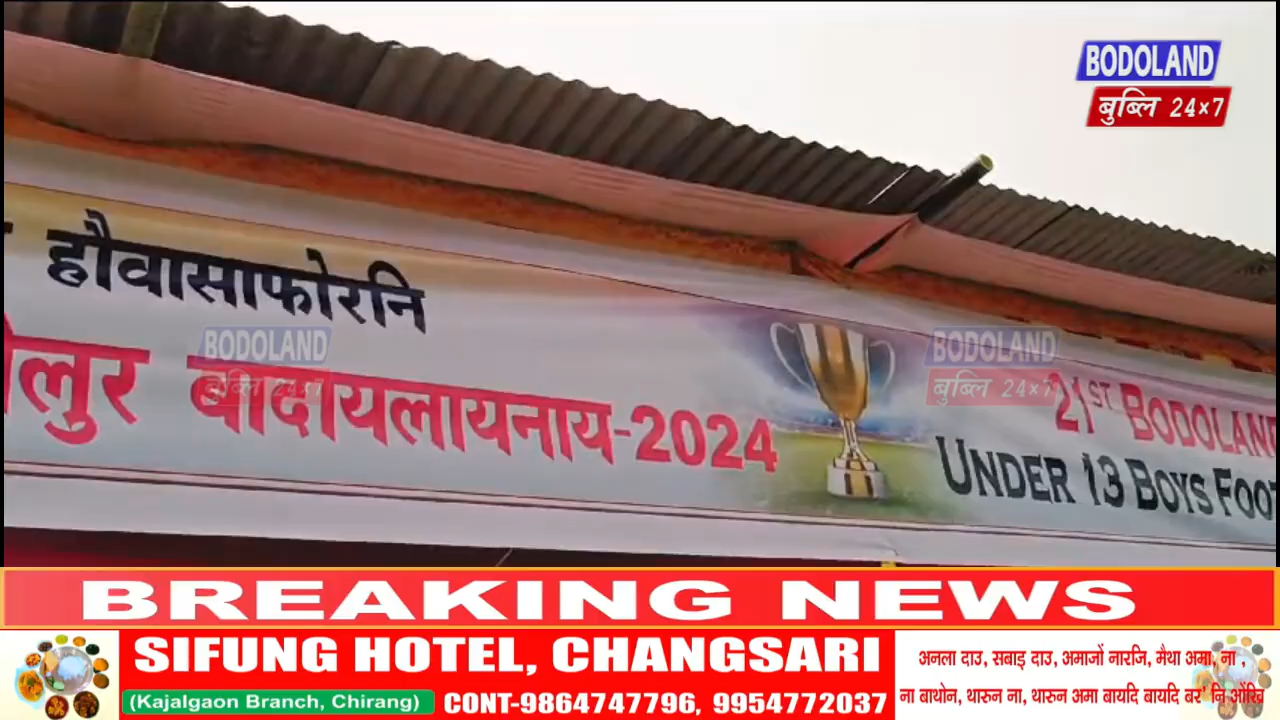 BODOLAND
बुब्लि 24×7
हौवासाफोरनि
लुर बादायलायनाय-2024
21ST BODOLAND
UNDER 13 BOYS FOOT
BODOLAND
बुब्लि 24×7
BODOLAND
बुब्लि 24×7
BREAKING NEWS
SIFUNG HOTEL, CHANGSARI
(Kajalgaon Branch, Chirang)
CONT-9864747796, 9954772037
अनला दाउ, सबाइ दाउ, अमाजों नारजि, मैथा अमा, ना ,
ना बाथोन, थारुन ना, थारुन अमा बायदि बायदि बर' नि ओंखि